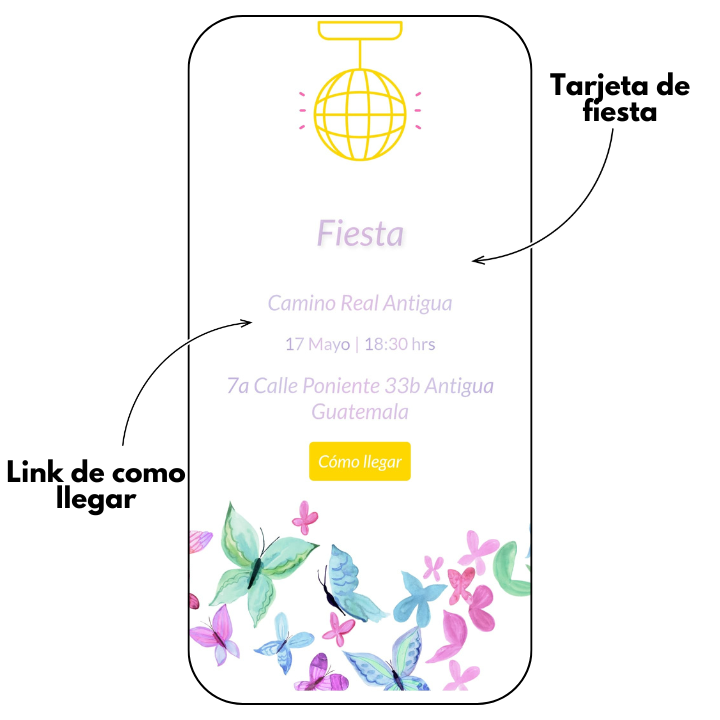 Tarjeta de
fiesta
Fiesta
Camino Real Antigua
17 Mayo | 18:30 hrs
7a Calle Poniente 33b Antigua
Guatemala
Cómo llegar
Link de como
llegar